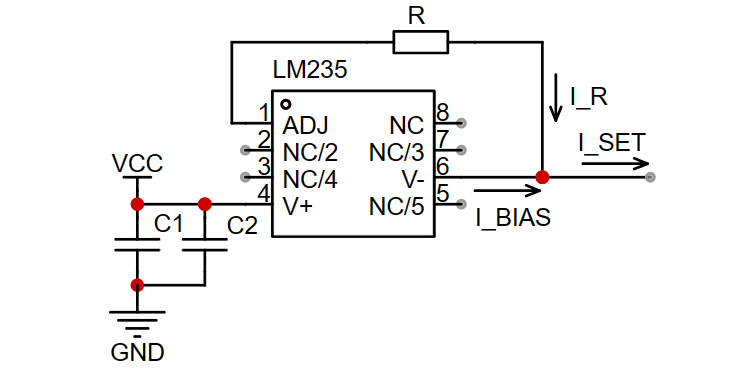 R
LM235
1 ADJ NC 8
2 NC/2 NC/3 7
3 NC/4 V- 6
4 V+ NC/5 5
I_R
I_SET
I_BIAS
VCC
C1 C2
GND